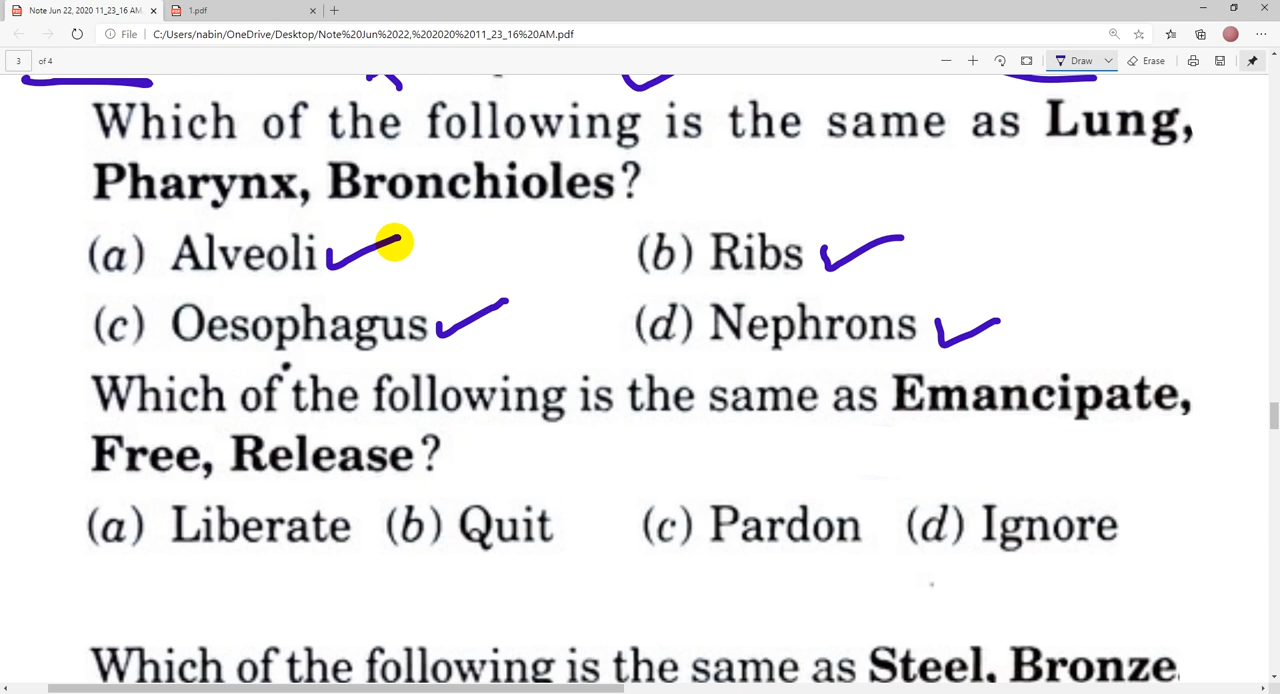 Note Jun 22, 2020 11_23_16 AM.
1.pdf
File C:/Users/nabin/OneDrive/Desktop/Note%20Jun%2022,%202020%2011_23_16%20AM.pdf
3 of 4
Draw Erase
Which of the following is the same as Lung,
Pharynx, Bronchioles?
(a) Alveoli (b) Ribs
(c) Oesophagus (d) Nephrons
Which of the following is the same as Emancipate,
Free, Release?
(a) Liberate (b) Quit (c) Pardon (d) Ignore
Which of the following is the same as Steel, Bronze